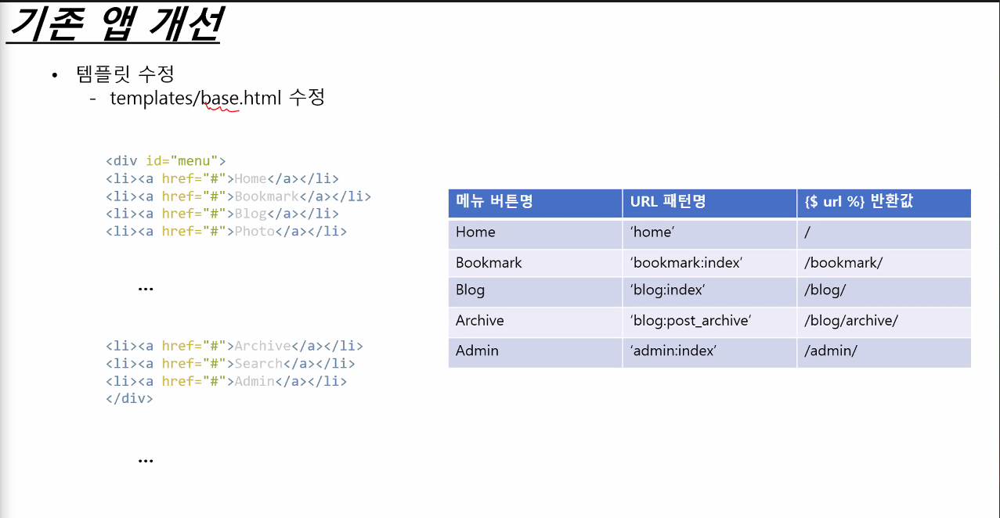 기존 앱 개선
• 템플릿 수정
- templates/base.html 수정
<div id="menu">
<li><a href="#">Home</a></li>
<li><a href="#">Bookmark</a></li>
<li><a href="#">Blog</a></li>
<li><a href="#">Photo</a></li>
...
<li><a href="#">Archive</a></li>
<li><a href="#">Search</a></li>
<li><a href="#">Admin</a></li>
</div>
...
메뉴 버튼명 URL 패턴명 {$ url %} 반환값
Home ‘home’ /
Bookmark ‘bookmark:index’ /bookmark/
Blog ‘blog:index’ /blog/
Archive ‘blog:post_archive’ /blog/archive/
Admin ‘admin:index’ /admin/